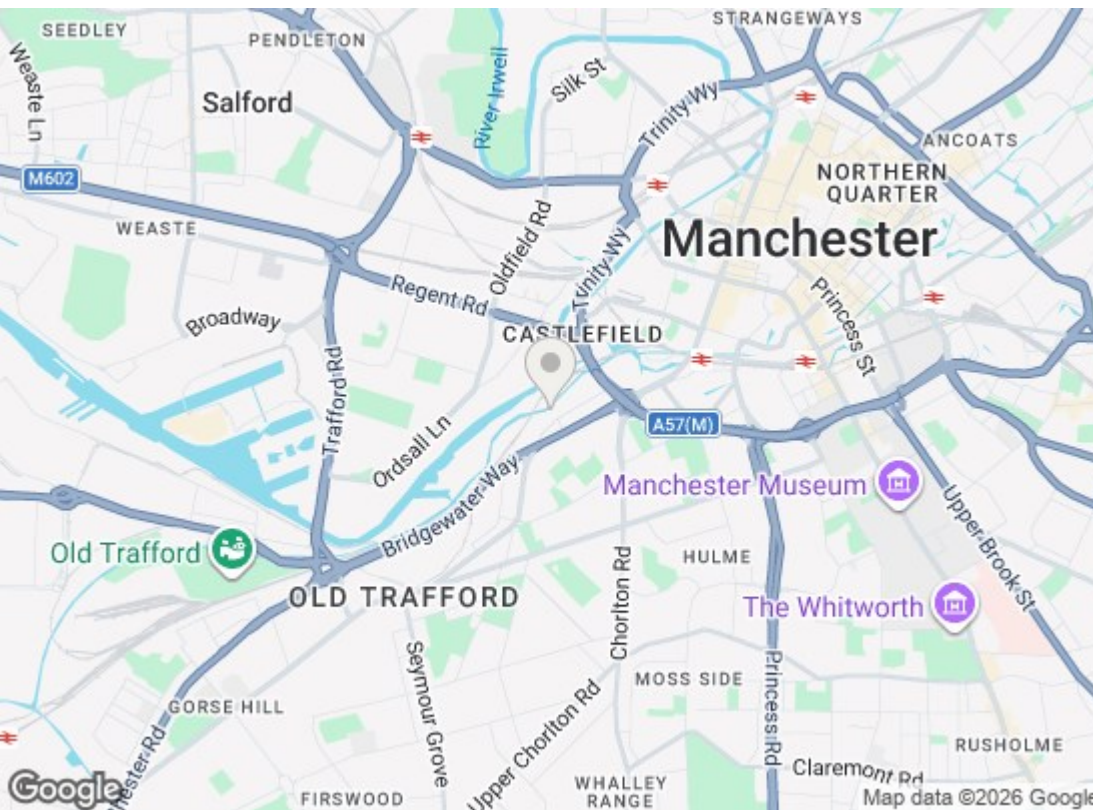 STRANGEWAYS
SEEDLEY
PENDLETON
River Irwell
Silk St
Trinity Wy
Weaste Ln
Salford
ANCOATS
M602
NORTHERN
QUARTER
WEASTE
Oldfield Rd
Manchester
Trinity Wy
Regent Rd
Princess St
Broadway
CASTLEFIELD
Trafford Rd
Ordsall Ln
A57(M)
Bridgewater Way
Manchester Museum
Upper Brook St
Old Trafford
HULME
OLD TRAFFORD
Chorlton Rd
The Whitworth
Seymour Grove
Princess Rd
MOSS SIDE
GORSE HILL
Upper Chorlton Rd
RUSHOLME
hester Rd
WHALLEY
RANGE
Claremont Rd
Google
FIRSWOOD
Map data ©2026 Google